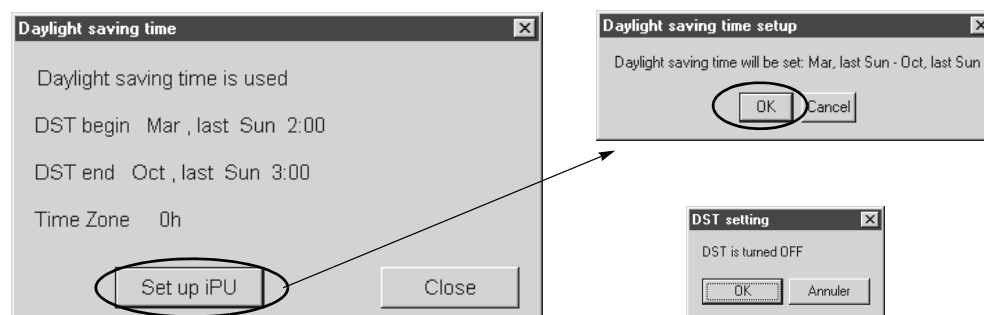 Daylight saving time
Daylight saving time is used
DST begin Mar , last Sun 2:00
DST end Oct , last Sun 3:00
Time Zone 0h
Set up iPU Close
Daylight saving time setup
Daylight saving time will be set: Mar, last Sun - Oct, last Sun
OK Cancel
DST setting
DST is turned OFF
OK Annuler